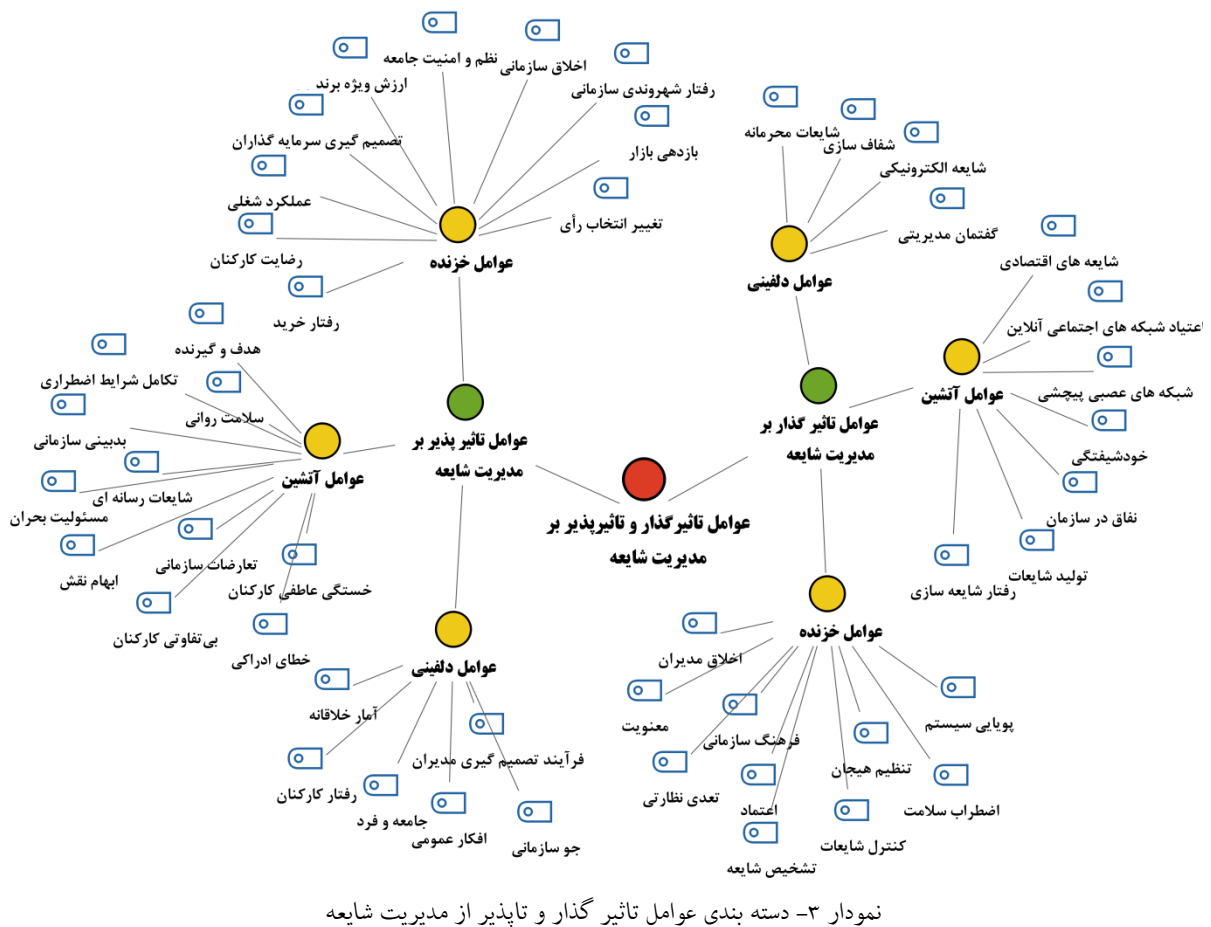 نظم و امنیت جامعه
اخلاق سازمانی
ارزش ویژه برند
رفتار شهروندی سازمانی
تصمیم گیری سرمایه گذاران
بازدهی بازار
عملکرد شغلی
تغییر انتخاب رأی
رضایت کارکنان
عوامل خزنده
رفتار خرید
شایعات محرمانه
شفاف سازی
شایعه الکترونیکی
گفتمان مدیریتی
عوامل دلفینی
شایعه های اقتصادی
اعتیاد شبکه های اجتماعی آنلاین
شبکه های عصبی پیچشی
عوامل آتشین
خودشیفتگی
نفاق در سازمان
تولید شایعات
رفتار شایعه سازی
عوامل تاثیر گذار بر
مدیریت شایعه
هدف و گیرنده
تکامل شرایط اضطراری
سلامت روانی
بدبینی سازمانی
عوامل تاثیر پذیر بر
مدیریت شایعه
عوامل آتشین
شایعات رسانه ای
مسئولیت بحران
تعارضات سازمانی
ابهام نقش
خستگی عاطفی کارکنان
بی‌تفاوتی کارکنان
خطای ادراکی
عوامل تاثیرگذار و تاثیرپذیر بر
مدیریت شایعه
عوامل خزنده
اخلاق مدیران
معنویت
فرهنگ سازمانی
پویایی سیستم
تنظیم هیجان
تعدی نظارتی
اعتماد
اضطراب سلامت
کنترل شایعات
تشخیص شایعه
عوامل دلفینی
آمار خلاقانه
فرآیند تصمیم گیری مدیران
رفتار کارکنان
جامعه و فرد
افکار عمومی
جو سازمانی
نمودار ۳- دسته بندی عوامل تاثیر گذار و تاپذیر از مدیریت شایعه